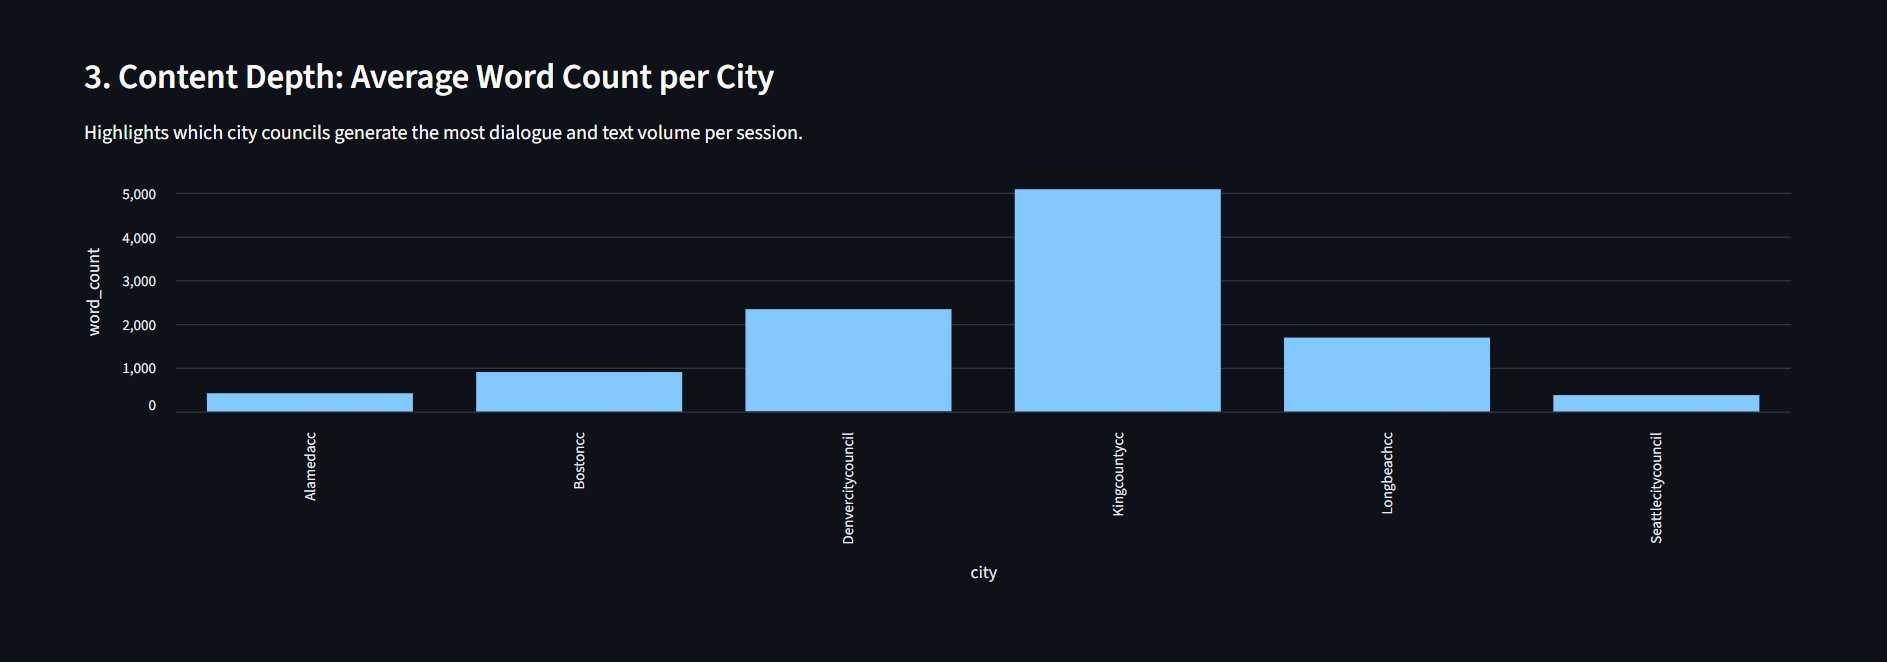 3. Content Depth: Average Word Count per City
Highlights which city councils generate the most dialogue and text volume per session.
word_count
5,000
4,000
3,000
2,000
1,000
0
Alamedacc
Bostoncc
Denvercitycouncil
Kingcountycc
Longbeachcc
Seattlecitycouncil
city